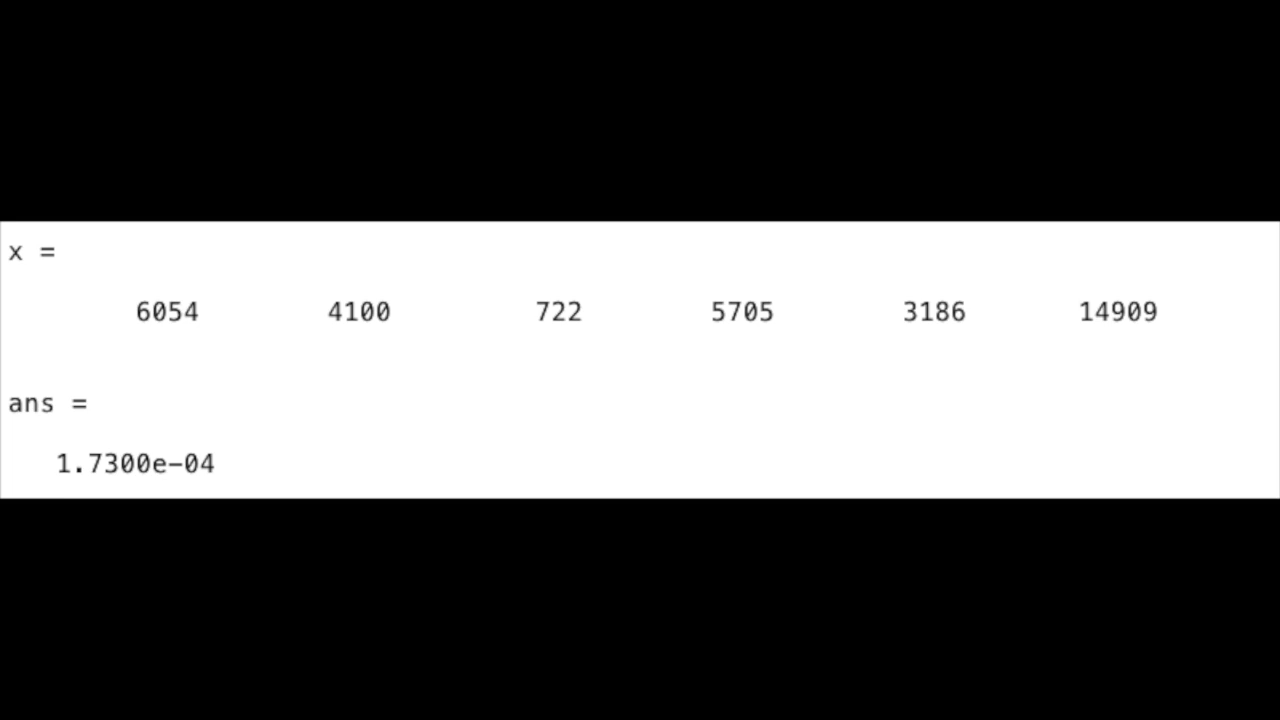 x =
6054 4100 722 5705 3186 14909
ans =
1.7300e-04